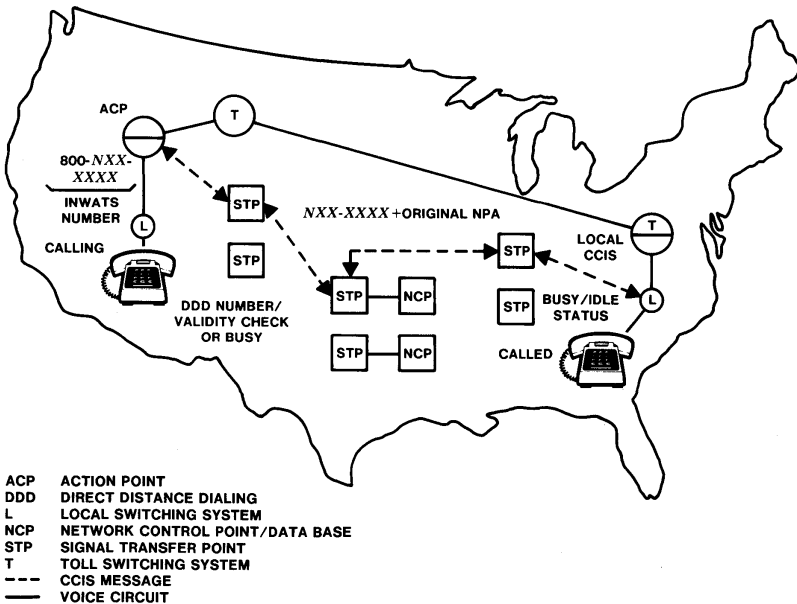 ACP
T
800-NXX-
XXXX
INWATS
NUMBER
L
CALLING
STP
STP
NXX-XXXX+ORIGINAL NPA
DDD NUMBER/
VALIDITY CHECK
OR BUSY
STP
NCP
STP
NCP
STP
STP
T
LOCAL
CCIS
L
BUSY/IDLE
STATUS
CALLED
ACP ACTION POINT
DDD DIRECT DISTANCE DIALING
L LOCAL SWITCHING SYSTEM
NCP NETWORK CONTROL POINT/DATA BASE
STP SIGNAL TRANSFER POINT
T TOLL SWITCHING SYSTEM
CCIS MESSAGE
VOICE CIRCUIT